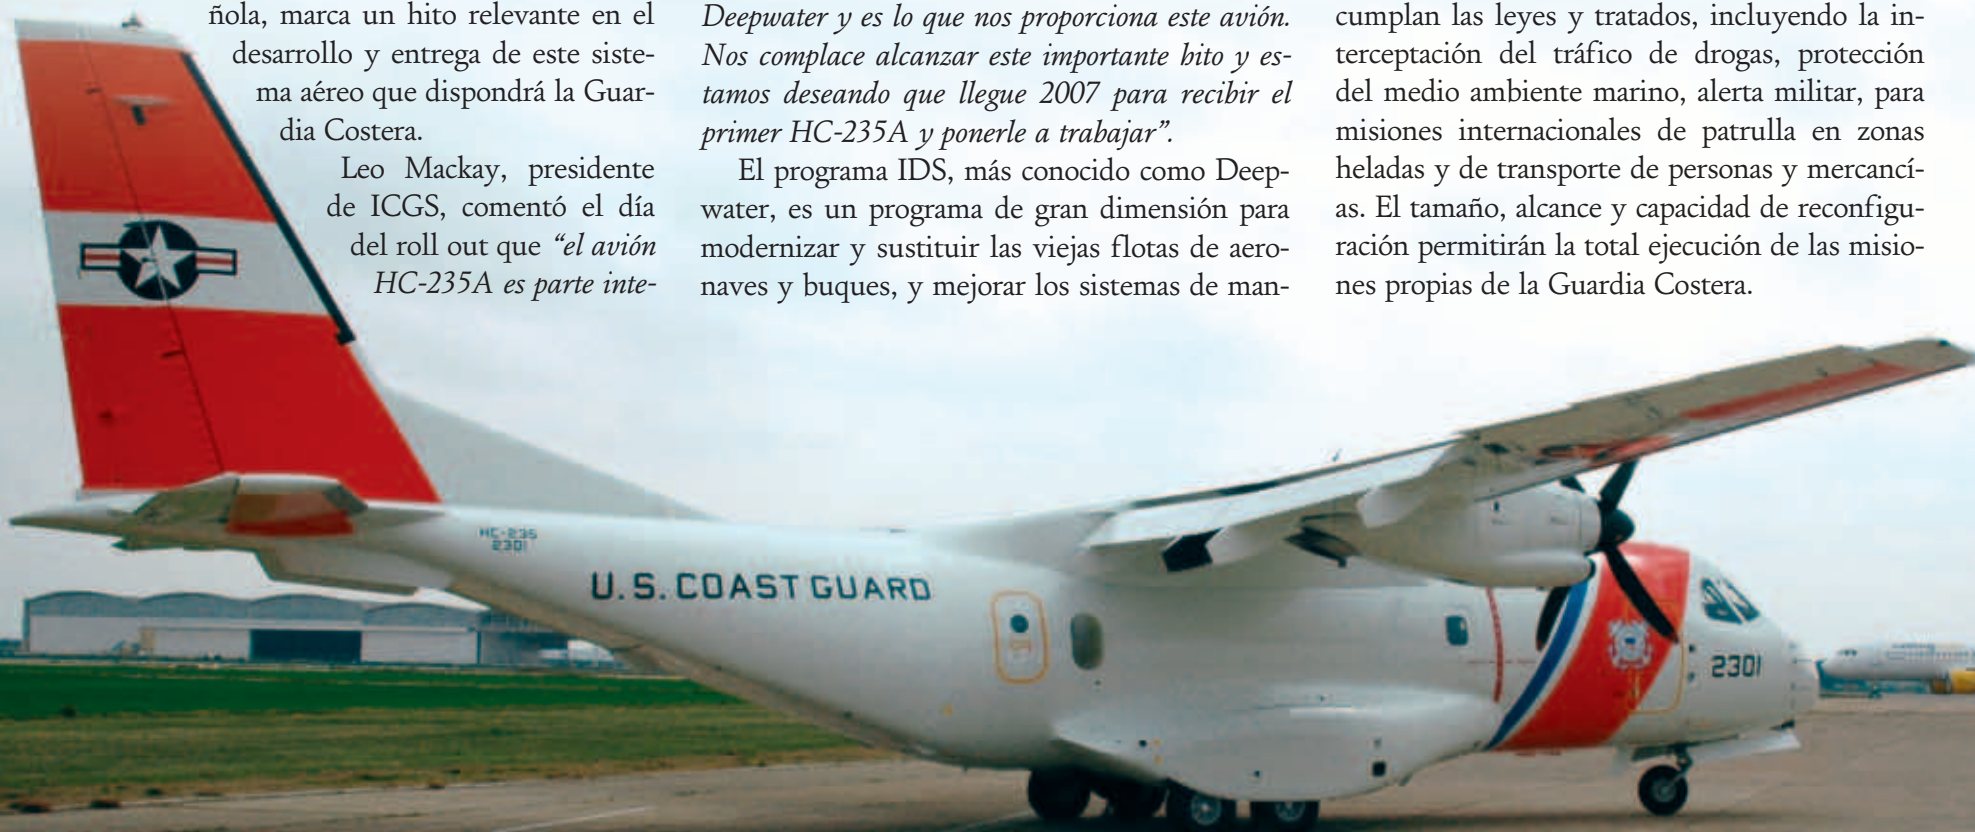 ñola, marca un hito relevante en el
desarrollo y entrega de este siste-
ma aéreo que dispondrá la Guar-
dia Costera.
Leo Mackay, presidente
de ICGS, comentó el día
del roll out que “el avión
HC-235A es parte inte-
Deepwater y es lo que nos proporciona este avión.
Nos complace alcanzar este importante hito y es-
tamos deseando que llegue 2007 para recibir el
primer HC-235A y ponerle a trabajar”.
El programa IDS, más conocido como Deep-
water, es un programa de gran dimensión para
modernizar y sustituir las viejas flotas de aero-
naves y buques, y mejorar los sistemas de man-
cumplan las leyes y tratados, incluyendo la in-
terceptación del tráfico de drogas, protección
del medio ambiente marino, alerta militar, para
misiones internacionales de patrulla en zonas
heladas y de transporte de personas y mercancí-
as. El tamaño, alcance y capacidad de reconfigu-
ración permitirán la total ejecución de las misio-
nes propias de la Guardia Costera.
HC-235
2301
U.S. COAST GUARD
2301